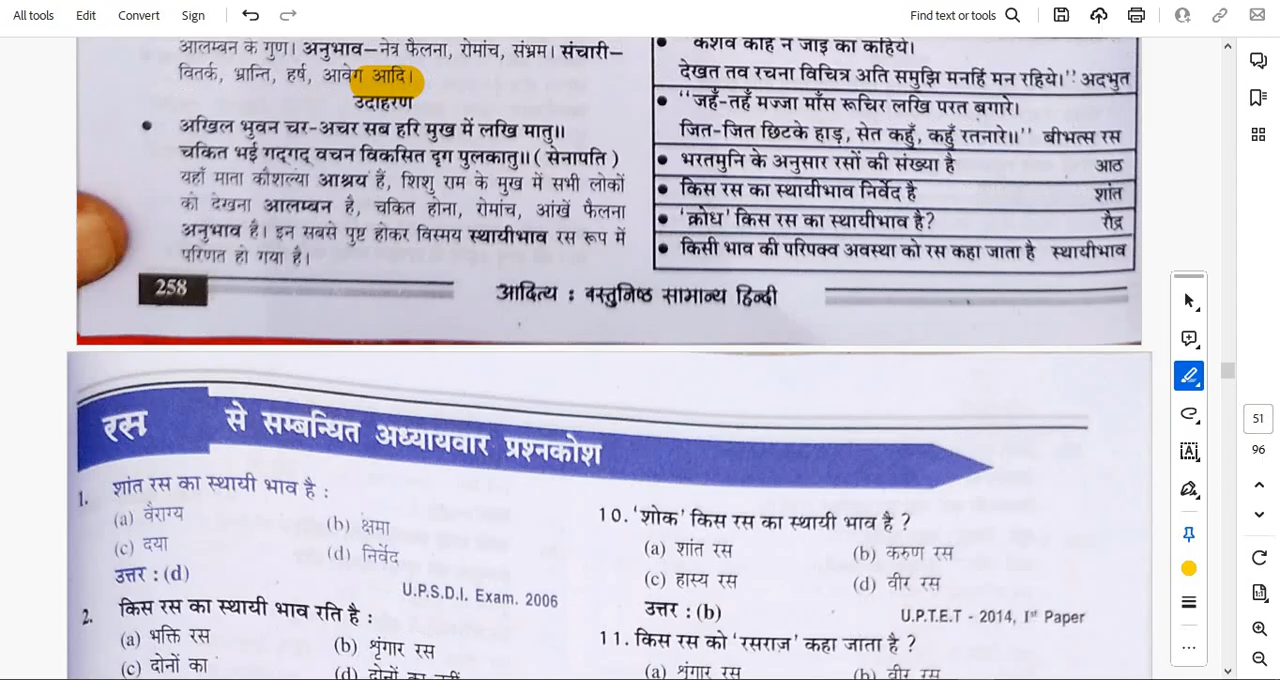 All tools Edit Convert Sign
Find text or tools
आलम्बन के गुण। अनुभाव–नेत्र फैलना, रोमांच, संभ्रम। संचारी–
वितर्क, भ्रान्ति, हर्ष, आवेग आदि।
उदाहरण
• अखिल भुवन चर-अचर सब हरि मुख में लखि मातु॥
चकित भई गद्गद् वचन विकसित दृग पुलकातु॥ ( सेनापति )
यहाँ माता कौशल्या आश्रय हैं, शिशु राम के मुख में सभी लोकों
को देखना आलम्बन है, चकित होना, रोमांच, आंखें फैलना
अनुभाव है। इन सबसे पुष्ट होकर विस्मय स्थायीभाव रस रूप में
परिणत हो गया है।
• केशव कहि न जाइ का कहिये।
देखत तव रचना विचित्र अति समुझि मनहिं मन रहिये।'' अदभुत
• ''जहँ-तहँ मज्जा माँस रूचिर लखि परत बगारे।
जित-जित छिटके हाड़, सेत कहुँ, कहुँ रतनारे॥'' बीभत्स रस
• भरतमुनि के अनुसार रसों की संख्या है आठ
• किस रस का स्थायीभाव निर्वेद है शांत
• 'क्रोध' किस रस का स्थायीभाव है? रौद्र
• किसी भाव की परिपक्व अवस्था को रस कहा जाता है स्थायीभाव
258
आदित्य : वस्तुनिष्ठ सामान्य हिन्दी
रस से सम्बन्धित अध्यायवार प्रश्नकोश
1. शांत रस का स्थायी भाव है :
(a) वैराग्य (b) क्षमा
(c) दया (d) निर्वेद
उत्तर : (d)
U.P.S.D.I. Exam. 2006
2. किस रस का स्थायी भाव रति है :
(a) भक्ति रस (b) शृंगार रस
(c) दोनों का (d) दोनों का नहीं
10. 'शोक' किस रस का स्थायी भाव है ?
(a) शांत रस (b) करुण रस
(c) हास्य रस (d) वीर रस
उत्तर : (b)
U.P.T.E.T - 2014, Ist Paper
11. किस रस को 'रसराज' कहा जाता है ?
(a) शृंगार रस (b) वीर रस
51
96